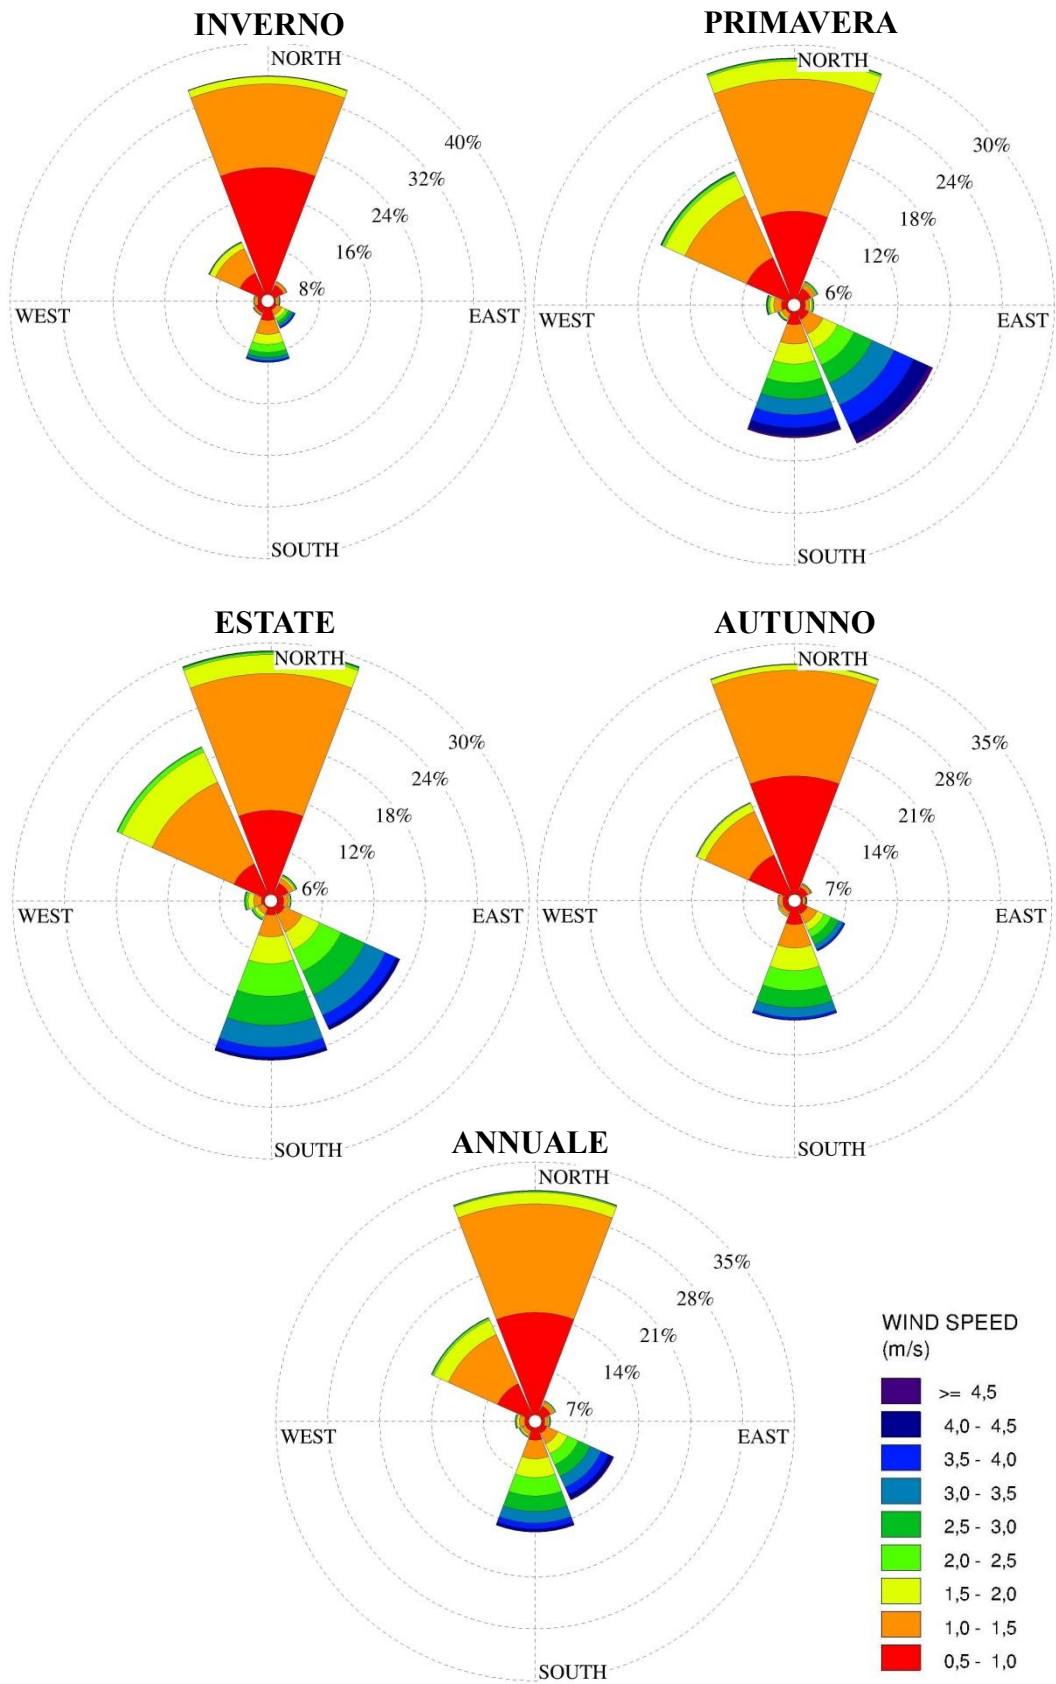 INVERNO
NORTH
40%
32%
24%
16%
8%
WEST
EAST
SOUTH
PRIMAVERA
NORTH
30%
24%
18%
12%
6%
WEST
EAST
SOUTH
ESTATE
NORTH
30%
24%
18%
12%
6%
WEST
EAST
SOUTH
AUTUNNO
NORTH
35%
28%
21%
14%
7%
WEST
EAST
SOUTH
ANNUALE
NORTH
35%
28%
21%
14%
7%
WEST
EAST
SOUTH
WIND SPEED
(m/s)
>= 4,5
4,0 - 4,5
3,5 - 4,0
3,0 - 3,5
2,5 - 3,0
2,0 - 2,5
1,5 - 2,0
1,0 - 1,5
0,5 - 1,0